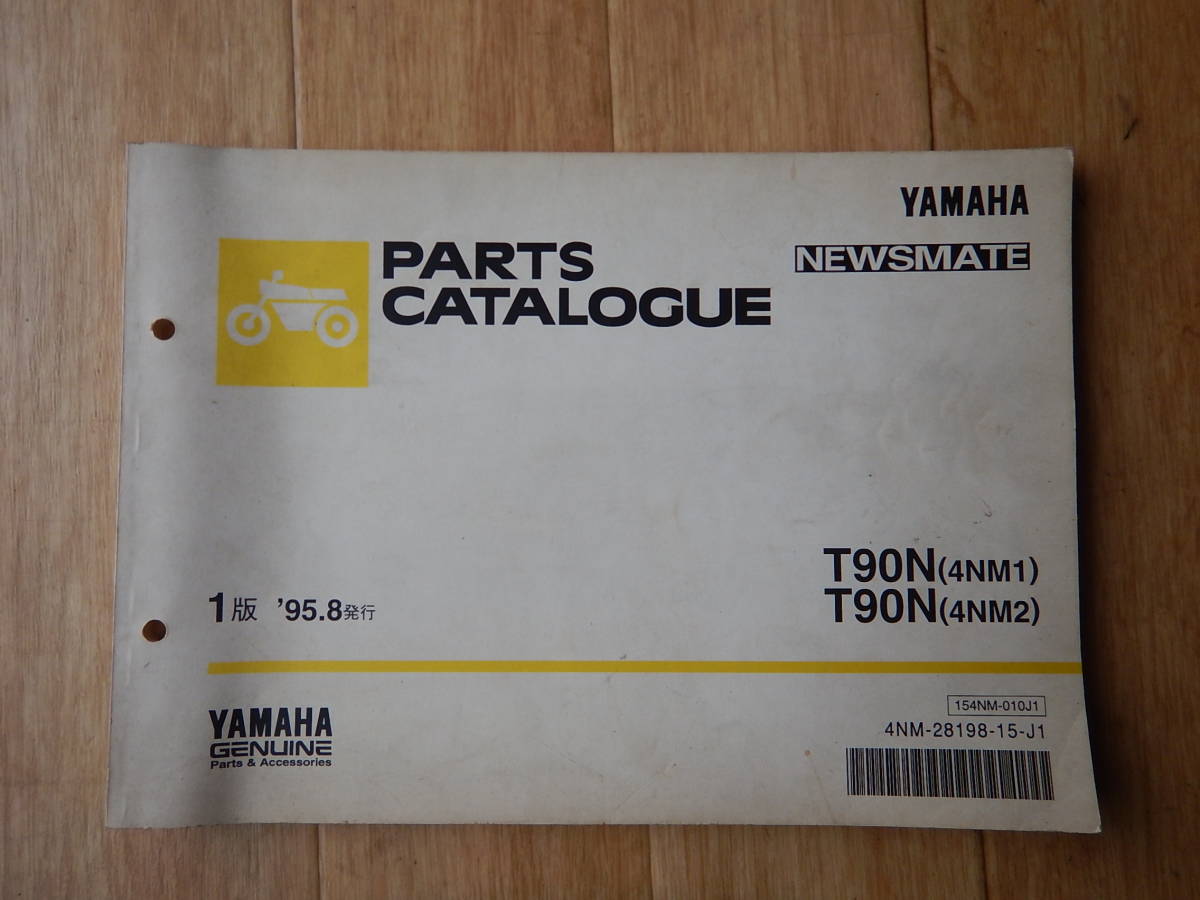 YAMAHA
NEWSMATE
PARTS
CATALOGUE
T90N(4NM1)
T90N(4NM2)
1版 '95.8発行
YAMAHA
GENUINE
Parts & Accessories
154NM-010J1
4NM-28198-15-J1